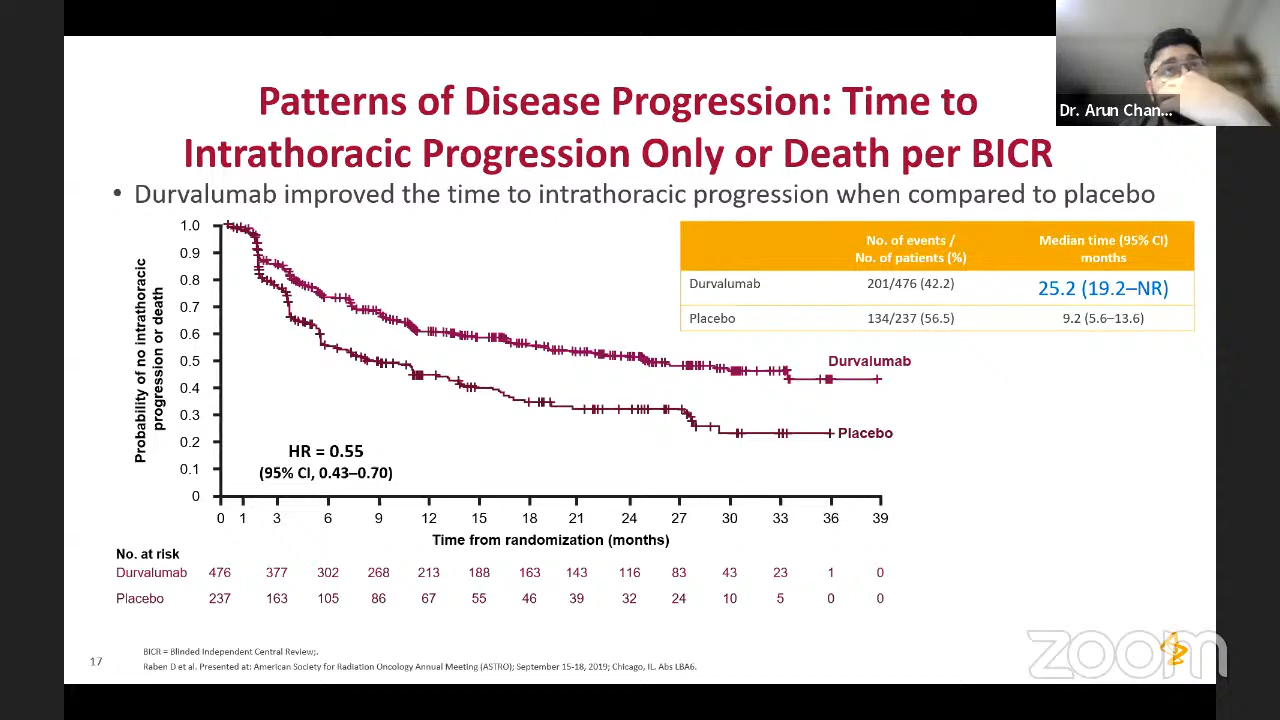 Dr. Arun Chan...
Patterns of Disease Progression: Time to
Intrathoracic Progression Only or Death per BICR
• Durvalumab improved the time to intrathoracic progression when compared to placebo
No. of events / No. of patients (%) Median time (95% CI) months
Durvalumab 201/476 (42.2) 25.2 (19.2–NR)
Placebo 134/237 (56.5) 9.2 (5.6–13.6)
Probability of no intrathoracic
progression or death
1.0
0.9
0.8
0.7
0.6
0.5
0.4
0.3
0.2
0.1
0
Durvalumab
Placebo
HR = 0.55
(95% CI, 0.43–0.70)
0 1 3 6 9 12 15 18 21 24 27 30 33 36 39
Time from randomization (months)
No. at risk
Durvalumab 476 377 302 268 213 188 163 143 116 83 43 23 1 0
Placebo 237 163 105 86 67 55 46 39 32 24 10 5 0 0
BICR = Blinded Independent Central Review;.
Raben D et al. Presented at: American Society for Radiation Oncology Annual Meeting (ASTRO); September 15-18, 2019; Chicago, IL. Abs LBA6.
17
zoom